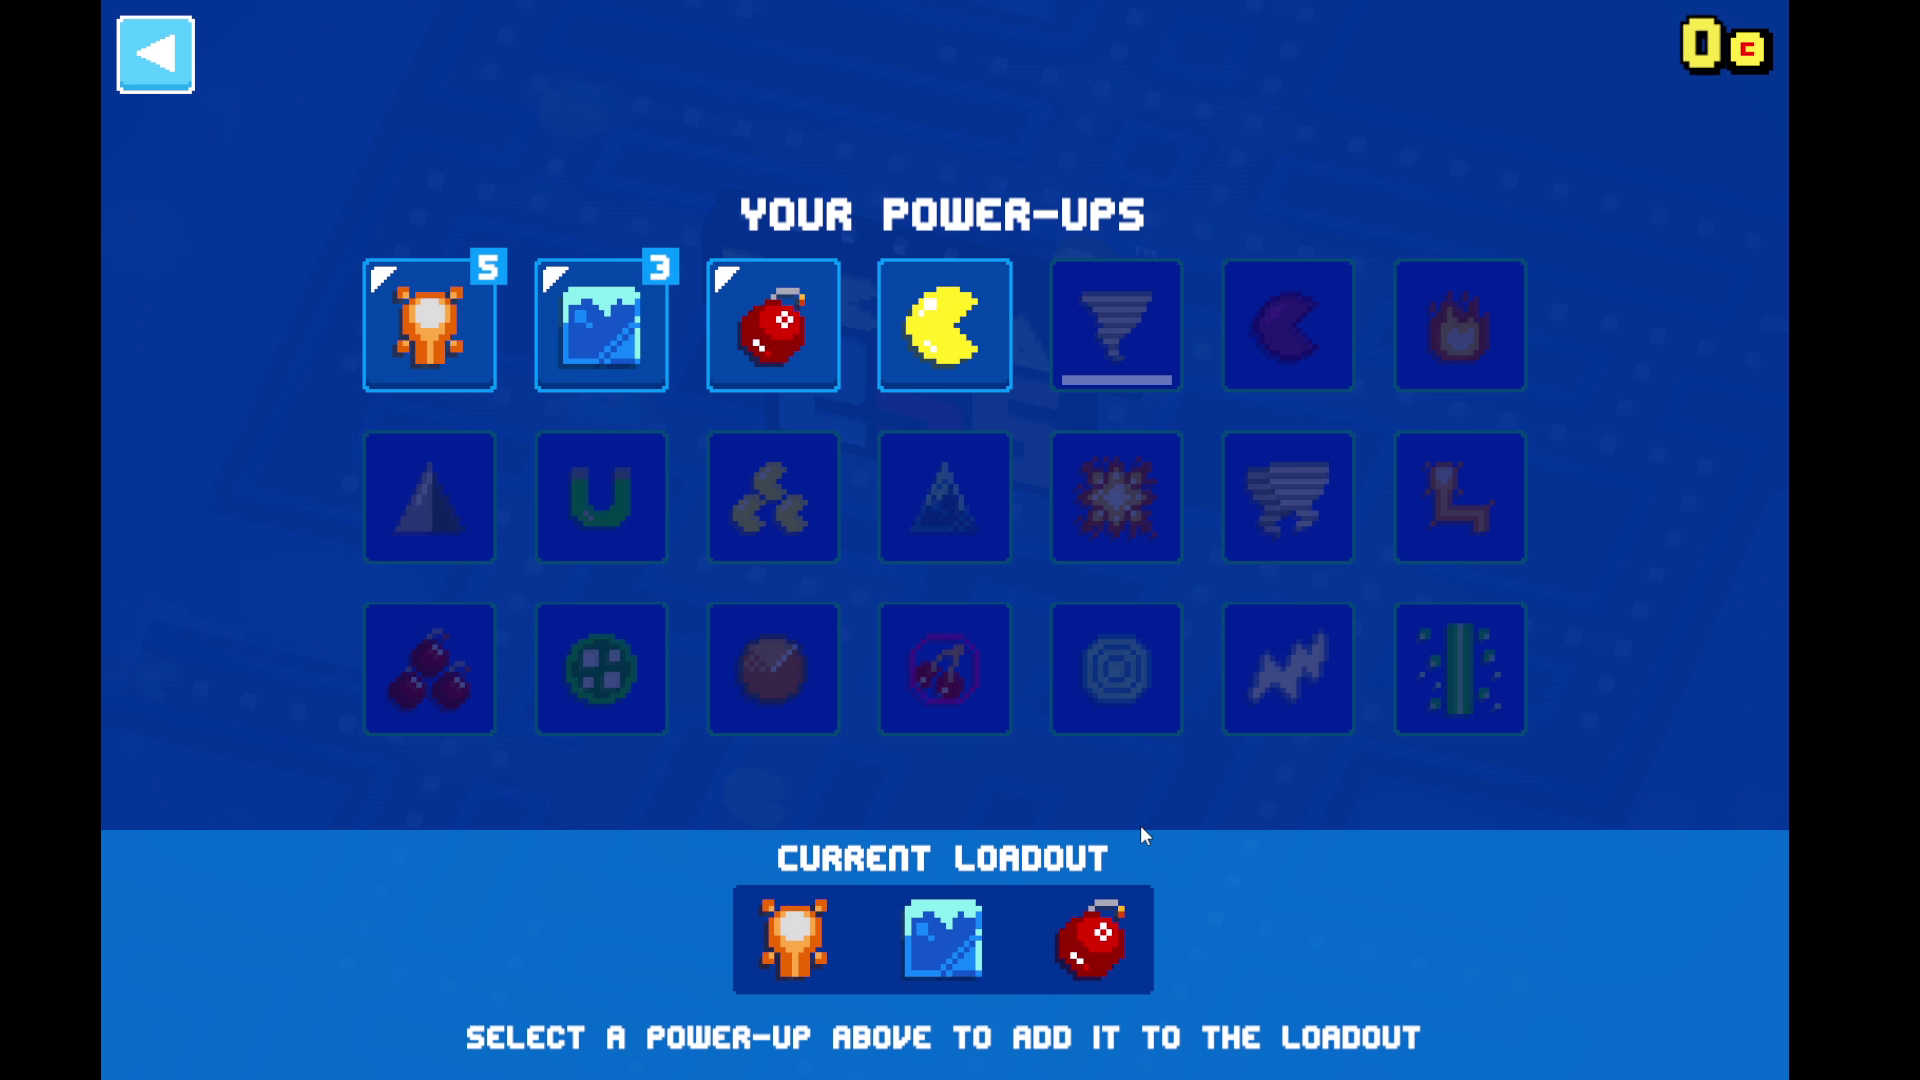 0 C
YOUR POWER-UPS
5
3
CURRENT LOADOUT
SELECT A POWER-UP ABOVE TO ADD IT TO THE LOADOUT